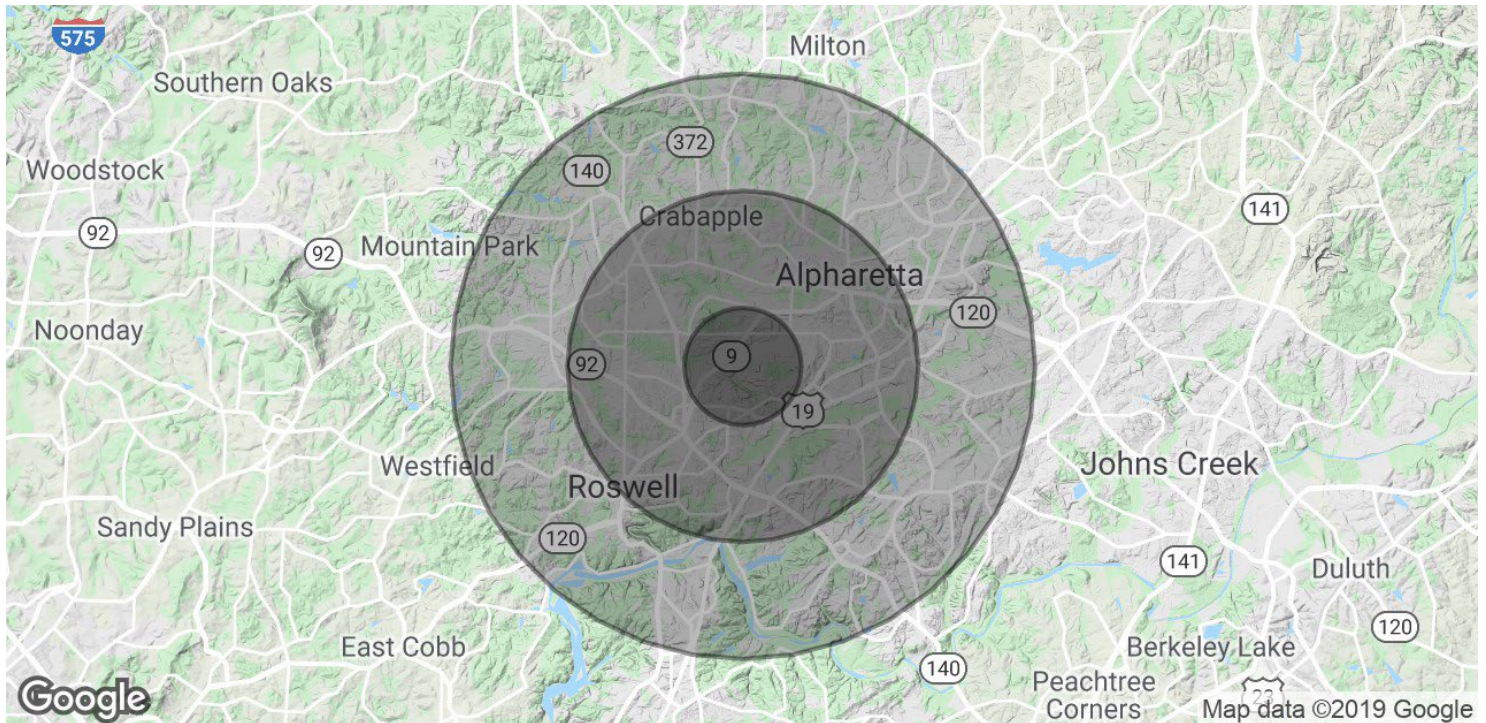 575
Milton
Southern Oaks
372
140
Woodstock
141
Crabapple
92
Mountain Park
92
Alpharetta
120
Noonday
9
92
19
Westfield
Johns Creek
Roswell
Sandy Plains
120
141
Duluth
120
East Cobb
Berkeley Lake
140
Peachtree
Corners
23
Google
Map data ©2019 Google